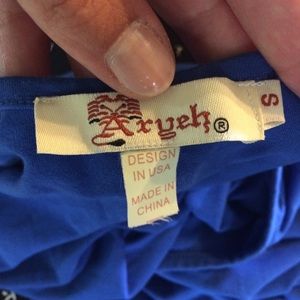 Aryeh®
S
DESIGN
IN USA
MADE IN
CHINA